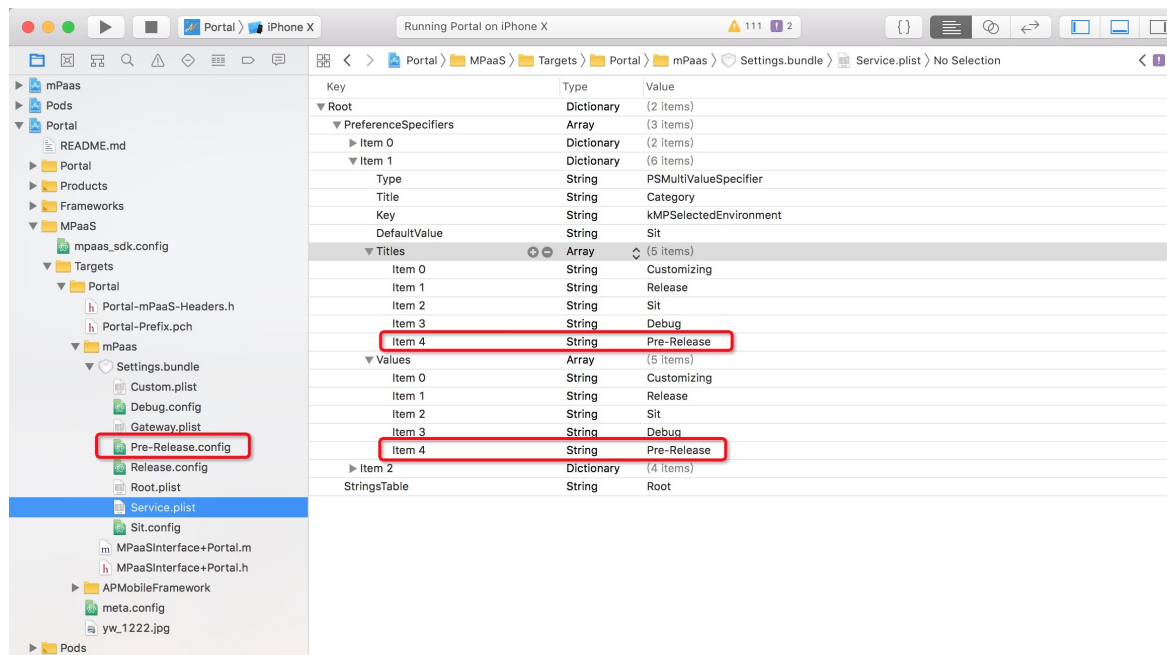 Portal 〉 iPhone X
Running Portal on iPhone X
111
2
{ }
Portal 〉 MPaaS 〉 Targets 〉 Portal 〉 mPaas 〉 Settings.bundle 〉 Service.plist 〉 No Selection
mPaas
Pods
Portal
README.md
Portal
Products
Frameworks
MPaaS
mpaas_sdk.config
Targets
Portal
Portal-mPaaS-Headers.h
Portal-Prefix.pch
mPaas
Settings.bundle
Custom.plist
Debug.config
Gateway.plist
Pre-Release.config
Release.config
Root.plist
Service.plist
Sit.config
MPaaSInterface+Portal.m
MPaaSInterface+Portal.h
APMobileFramework
meta.config
yw_1222.jpg
Pods
Key Type Value
Root Dictionary (2 items)
PreferenceSpecifiers Array (3 items)
Item 0 Dictionary (2 items)
Item 1 Dictionary (6 items)
Type String PSMultiValueSpecifier
Title String Category
Key String kMPSelectedEnvironment
DefaultValue String Sit
Titles Array (5 items)
Item 0 String Customizing
Item 1 String Release
Item 2 String Sit
Item 3 String Debug
Item 4 String Pre-Release
Values Array (5 items)
Item 0 String Customizing
Item 1 String Release
Item 2 String Sit
Item 3 String Debug
Item 4 String Pre-Release
Item 2 Dictionary (4 items)
StringsTable String Root